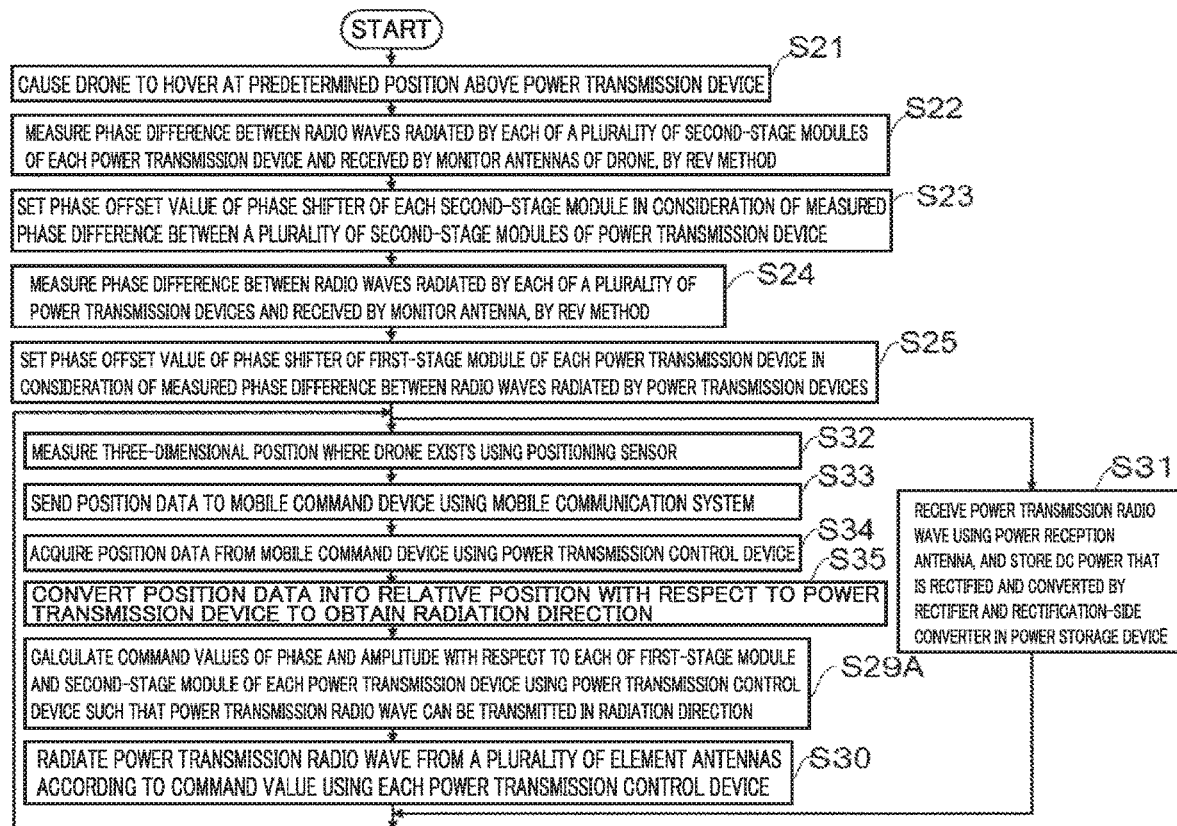 START
S21
CAUSE DRONE TO HOVER AT PREDETERMINED POSITION ABOVE POWER TRANSMISSION DEVICE
S22
MEASURE PHASE DIFFERENCE BETWEEN RADIO WAVES RADIATED BY EACH OF A PLURALITY OF SECOND-STAGE MODULES
OF EACH POWER TRANSMISSION DEVICE AND RECEIVED BY MONITOR ANTENNAS OF DRONE, BY REV METHOD
S23
SET PHASE OFFSET VALUE OF PHASE SHIFTER OF EACH SECOND-STAGE MODULE IN CONSIDERATION OF MEASURED
PHASE DIFFERENCE BETWEEN A PLURALITY OF SECOND-STAGE MODULES OF POWER TRANSMISSION DEVICE
S24
MEASURE PHASE DIFFERENCE BETWEEN RADIO WAVES RADIATED BY EACH OF A PLURALITY OF
POWER TRANSMISSION DEVICES AND RECEIVED BY MONITOR ANTENNA, BY REV METHOD
S25
SET PHASE OFFSET VALUE OF PHASE SHIFTER OF FIRST-STAGE MODULE OF EACH POWER TRANSMISSION DEVICE IN
CONSIDERATION OF MEASURED PHASE DIFFERENCE BETWEEN RADIO WAVES RADIATED BY POWER TRANSMISSION DEVICES
S32
MEASURE THREE-DIMENSIONAL POSITION WHERE DRONE EXISTS USING POSITIONING SENSOR
S33
SEND POSITION DATA TO MOBILE COMMAND DEVICE USING MOBILE COMMUNICATION SYSTEM
S34
ACQUIRE POSITION DATA FROM MOBILE COMMAND DEVICE USING POWER TRANSMISSION CONTROL DEVICE
S35
CONVERT POSITION DATA INTO RELATIVE POSITION WITH RESPECT TO POWER
TRANSMISSION DEVICE TO OBTAIN RADIATION DIRECTION
S29A
CALCULATE COMMAND VALUES OF PHASE AND AMPLITUDE WITH RESPECT TO EACH OF FIRST-STAGE MODULE
AND SECOND-STAGE MODULE OF EACH POWER TRANSMISSION DEVICE USING POWER TRANSMISSION CONTROL
DEVICE SUCH THAT POWER TRANSMISSION RADIO WAVE CAN BE TRANSMITTED IN RADIATION DIRECTION
S30
RADIATE POWER TRANSMISSION RADIO WAVE FROM A PLURALITY OF ELEMENT ANTENNAS
ACCORDING TO COMMAND VALUE USING EACH POWER TRANSMISSION CONTROL DEVICE
S31
RECEIVE POWER TRANSMISSION RADIO
WAVE USING POWER RECEPTION
ANTENNA, AND STORE DC POWER THAT
IS RECTIFIED AND CONVERTED BY
RECTIFIER AND RECTIFICATION-SIDE
CONVERTER IN POWER STORAGE DEVICE